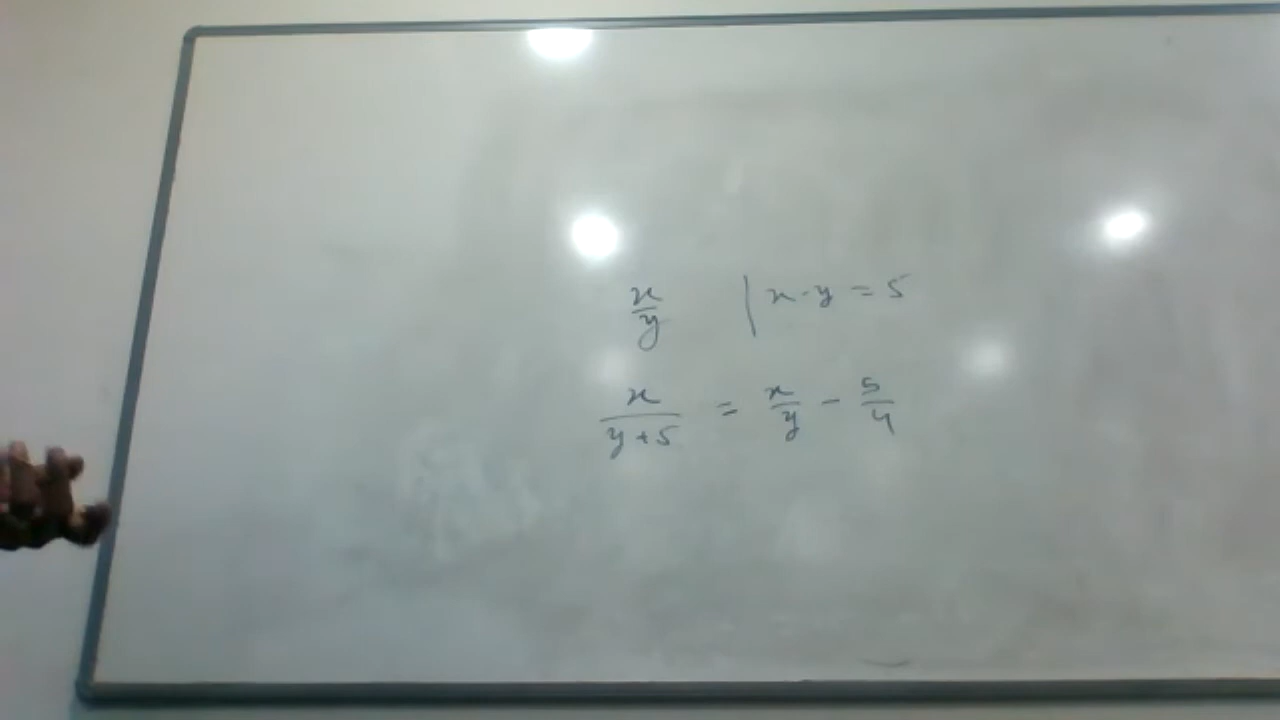 x/y | x - y = 5
x/(y+5) = x/y - 5/4